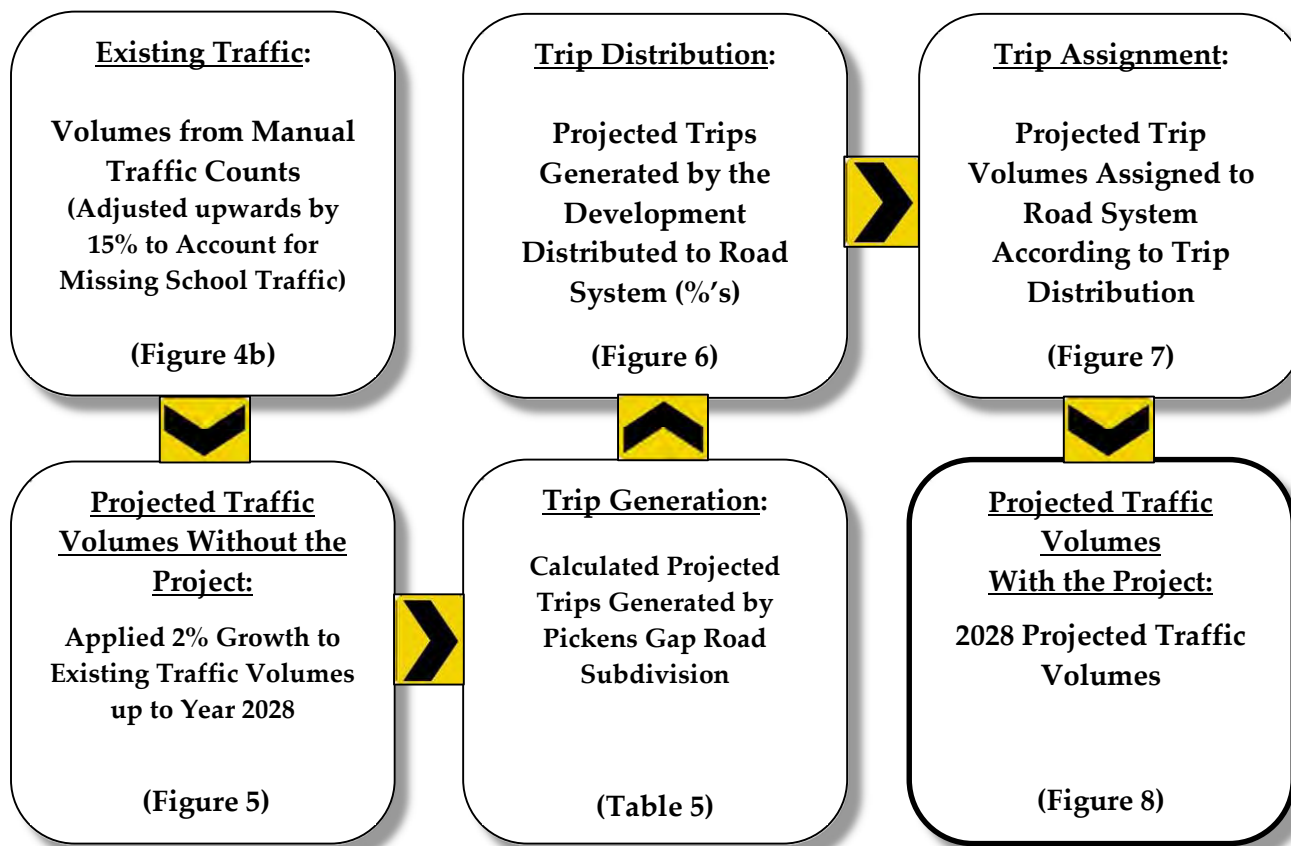 Existing Traffic:
Volumes from Manual
Traffic Counts
(Adjusted upwards by
15% to Account for
Missing School Traffic)
(Figure 4b)
Projected Traffic
Volumes Without the
Project:
Applied 2% Growth to
Existing Traffic Volumes
up to Year 2028
(Figure 5)
Trip Generation:
Calculated Projected
Trips Generated by
Pickens Gap Road
Subdivision
(Table 5)
Trip Distribution:
Projected Trips
Generated by the
Development
Distributed to Road
System (%’s)
(Figure 6)
Trip Assignment:
Projected Trip
Volumes Assigned to
Road System
According to Trip
Distribution
(Figure 7)
Projected Traffic
Volumes
With the Project:
2028 Projected Traffic
Volumes
(Figure 8)